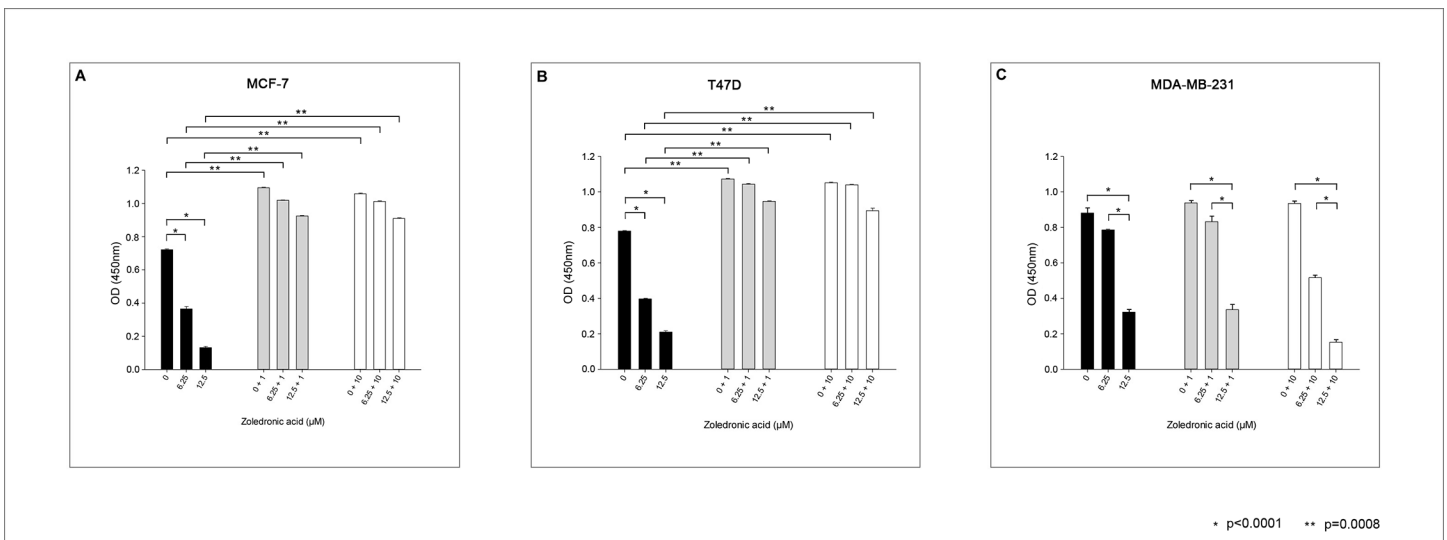 A
MCF-7
**
**
**
**
**
**
*
*
1.2
1.0
0.8
0.6
0.4
0.2
0.0
OD (450nm)
0
6.25
12.5
0 + 1
6.25 + 1
12.5 + 1
0 + 10
6.25 + 10
12.5 + 10
Zoledronic acid (µM)
B
T47D
**
**
**
**
**
**
*
*
1.2
1.0
0.8
0.6
0.4
0.2
0.0
OD (450nm)
0
6.25
12.5
0 + 1
6.25 + 1
12.5 + 1
0 + 10
6.25 + 10
12.5 + 10
Zoledronic acid (µM)
C
MDA-MB-231
*
*
*
*
*
*
1.2
1.0
0.8
0.6
0.4
0.2
0.0
OD (450nm)
0
6.25
12.5
0 + 1
6.25 + 1
12.5 + 1
0 + 10
6.25 + 10
12.5 + 10
Zoledronic acid (µM)
* p<0.0001 ** p=0.0008